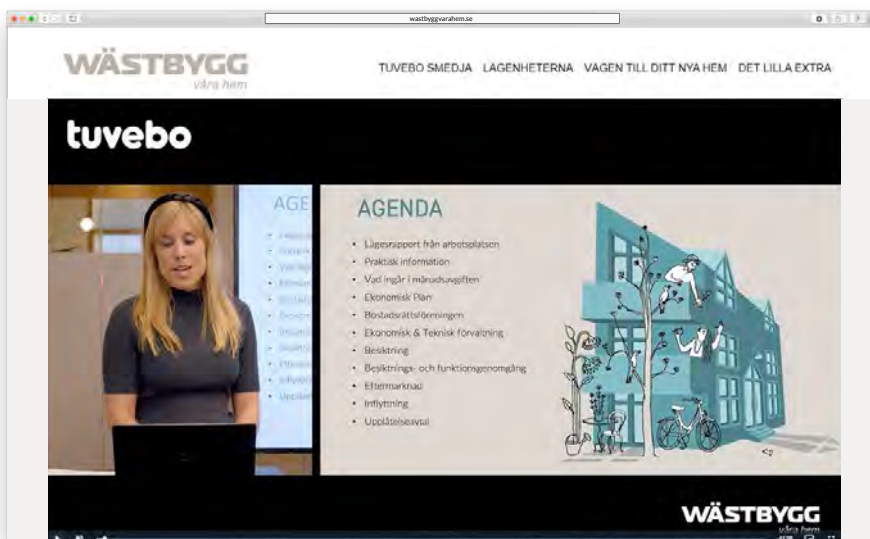 wastbyggvarahem.se
WÄSTBYGG
våra hem
TUVEBO SMEDJA LAGENHETERNA VAGEN TILL DITT NYA HEM DET LILLA EXTRA
tuvebo
AGE
AGENDA
• Lägesrapport från arbetsplatsen
• Praktisk information
• Vad ingår i månadsavgiften
• Ekonomisk Plan
• Bostadsrättsföreningen
• Ekonomisk & Teknisk förvaltning
• Besiktning
• Besiktnings- och funktionsgenomgång
• Eftermarknad
• Inflyttning
• Upplåtelseavtal
WÄSTBYGG
våra hem